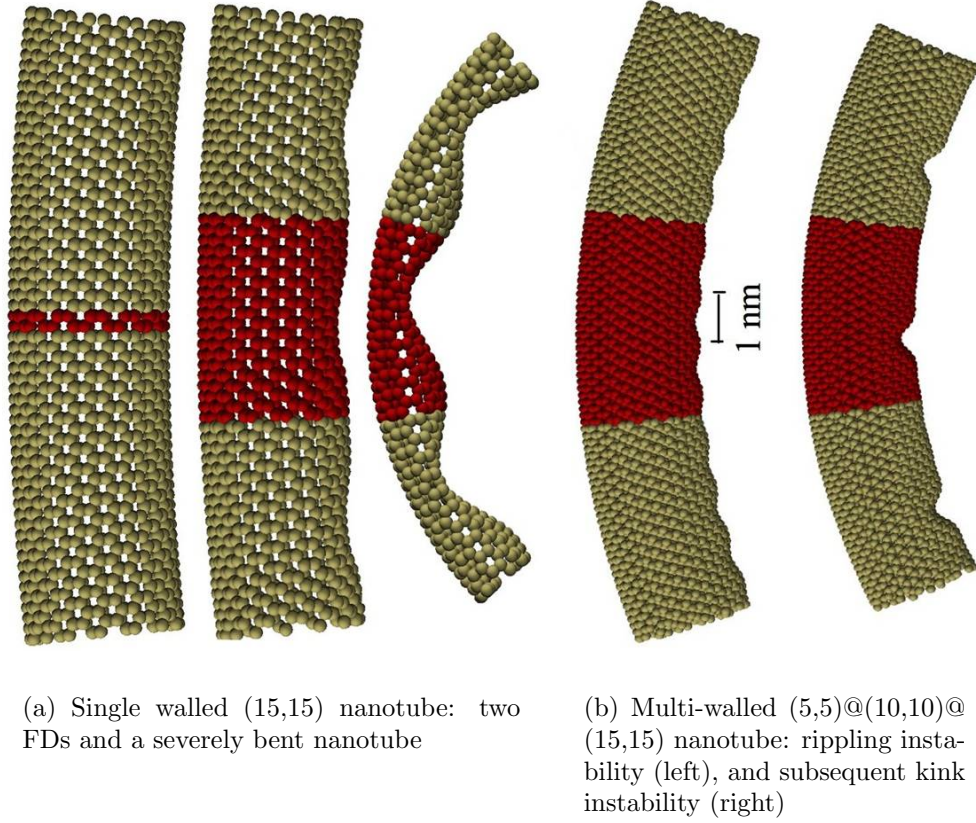 1 nm
(a) Single walled (15,15) nanotube: two
FDs and a severely bent nanotube
(b) Multi-walled (5,5)@(10,10)@
(15,15) nanotube: rippling insta-
bility (left), and subsequent kink
instability (right)